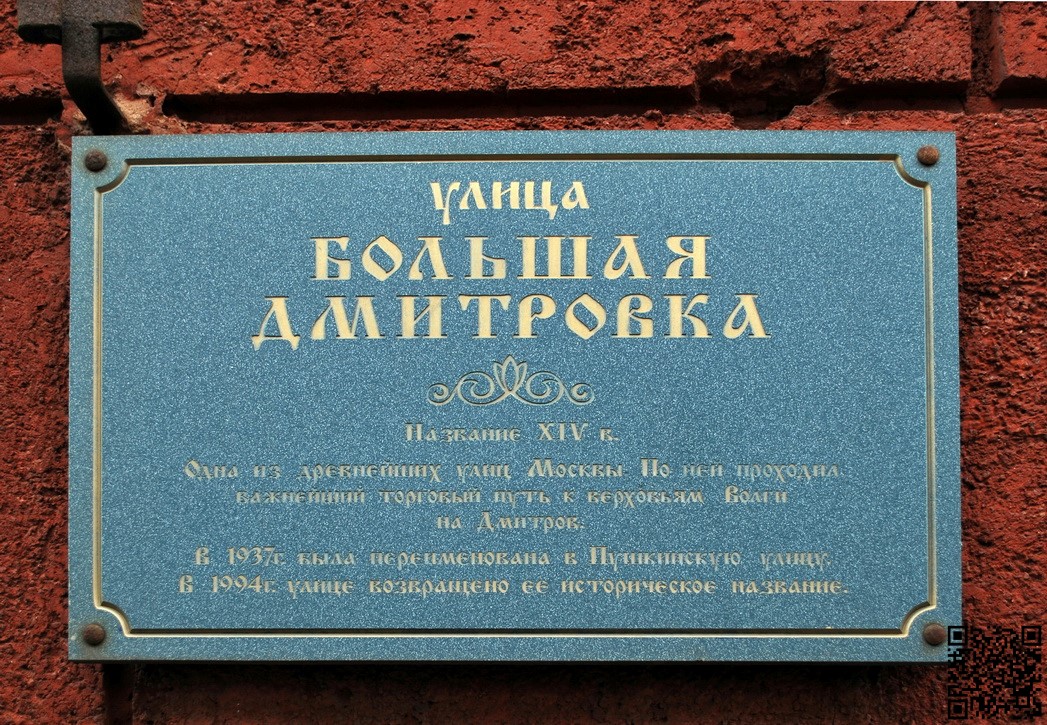 улица
БОЛЬШАЯ
ДМИТРОВКА
Название XIV в.
Одна из древнейших улиц Москвы. По ней проходил
важнейший торговый путь к верховьям Волги
на Дмитров.
В 1937г. была переименована в Пушкинскую улицу.
В 1994г. улице возвращено ее историческое название.